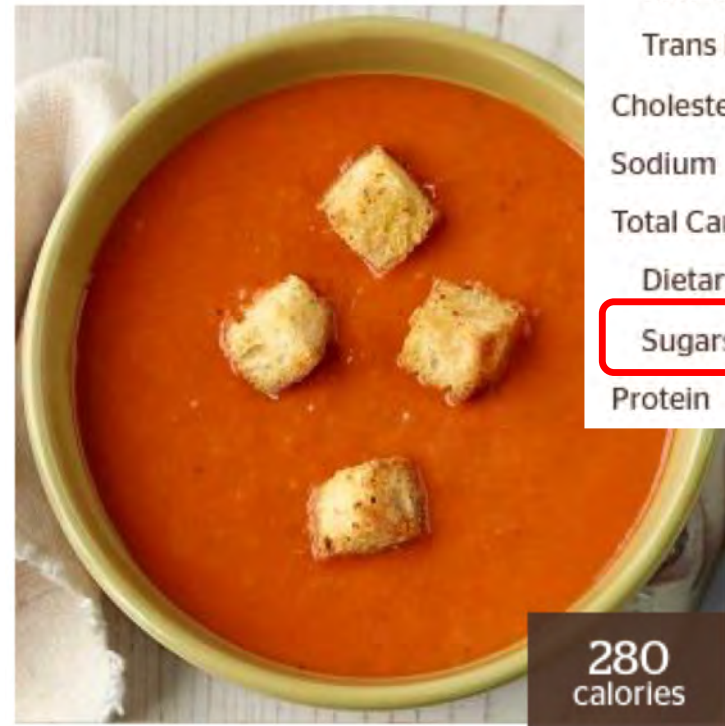 Trans
Choleste
Sodium
Total Car
Dietar
Sugars
Protein
280
calories